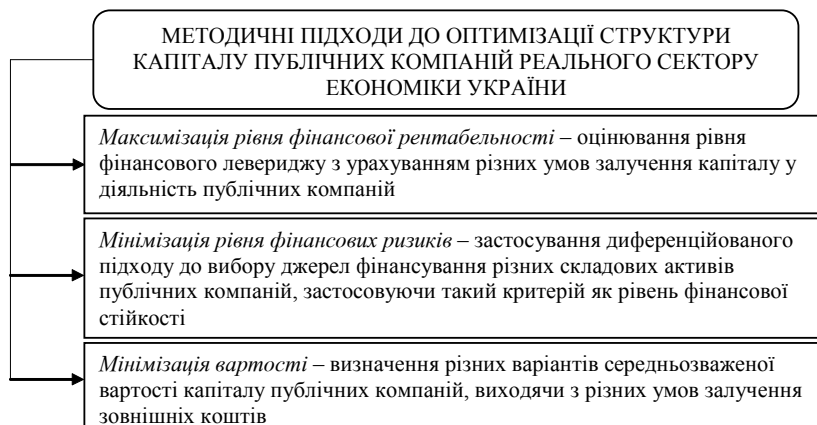 МЕТОДИЧНІ ПІДХОДИ ДО ОПТИМІЗАЦІЇ СТРУКТУРИ
КАПІТАЛУ ПУБЛІЧНИХ КОМПАНІЙ РЕАЛЬНОГО СЕКТОРУ
ЕКОНОМІКИ УКРАЇНИ
Максимізація рівня фінансової рентабельності – оцінювання рівня
фінансового левериджу з урахуванням різних умов залучення капіталу у
діяльність публічних компаній
Мінімізація рівня фінансових ризиків – застосування диференційованого
підходу до вибору джерел фінансування різних складових активів
публічних компаній, застосовуючи такий критерій як рівень фінансової
стійкості
Мінімізація вартості – визначення різних варіантів середньозваженої
вартості капіталу публічних компаній, виходячи з різних умов залучення
зовнішніх коштів